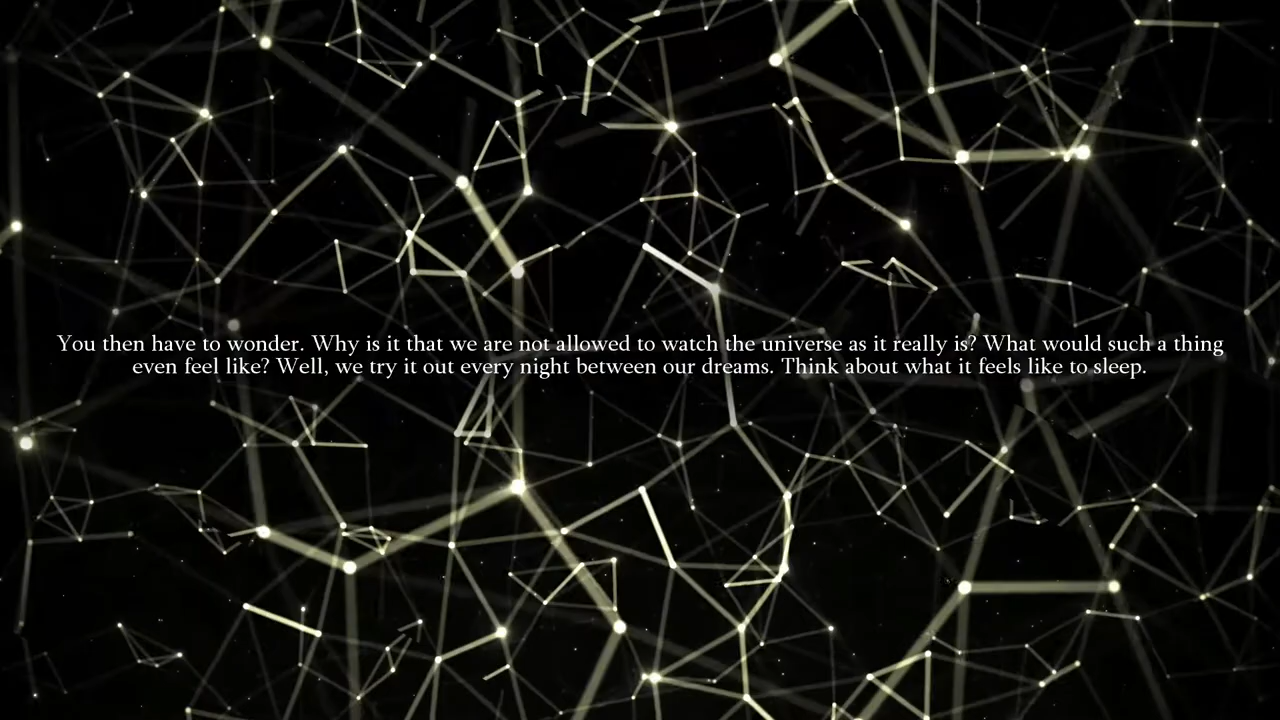 You then have to wonder. Why is it that we are not allowed to watch the universe as it really is? What would such a thing
even feel like? Well, we try it out every night between our dreams. Think about what it feels like to sleep.